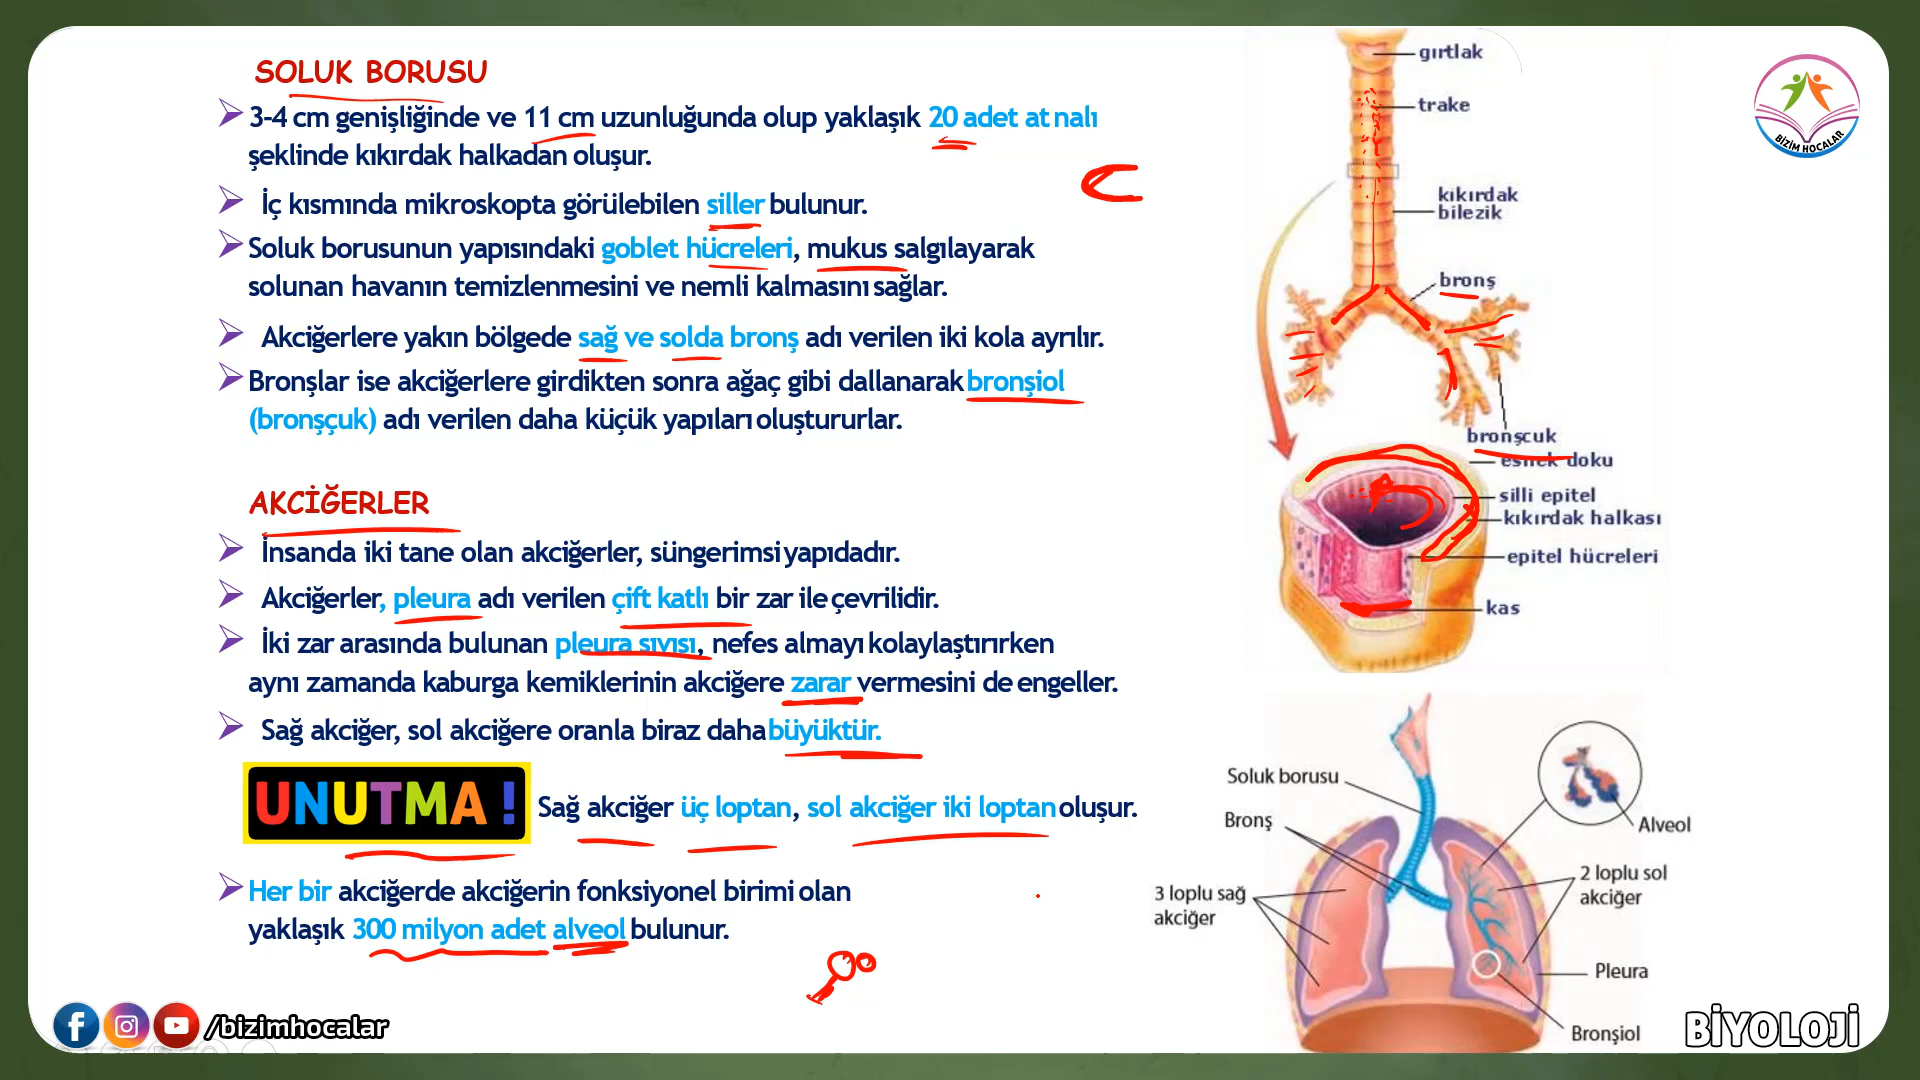 SOLUK BORUSU
3-4 cm genişliğinde ve 11 cm uzunluğunda olup yaklaşık 20 adet at nalı
şeklinde kıkırdak halkadan oluşur.
İç kısmında mikroskopta görülebilen siller bulunur.
Soluk borusunun yapısındaki goblet hücreleri, mukus salgılayarak
solunan havanın temizlenmesini ve nemli kalmasını sağlar.
Akciğerlere yakın bölgede sağ ve solda bronş adı verilen iki kola ayrılır.
Bronşlar ise akciğerlere girdikten sonra ağaç gibi dallanarak bronşiol
(bronşçuk) adı verilen daha küçük yapıları oluştururlar.
AKCİĞERLER
İnsanda iki tane olan akciğerler, süngerimsi yapıdadır.
Akciğerler, pleura adı verilen çift katlı bir zar ile çevrilidir.
İki zar arasında bulunan pleura sıvısı, nefes almayı kolaylaştırırken
aynı zamanda kaburga kemiklerinin akciğere zarar vermesini de engeller.
Sağ akciğer, sol akciğere oranla biraz daha büyüktür.
UNUTMA ! Sağ akciğer üç loptan, sol akciğer iki loptan oluşur.
Her bir akciğerde akciğerin fonksiyonel birimi olan
yaklaşık 300 milyon adet alveol bulunur.
/bizimhocalar
gırtlak
trake
kıkırdak
bilezik
bronş
bronşcuk
esnek doku
silli epitel
kıkırdak halkası
epitel hücreleri
kas
Soluk borusu
Bronş
Alveol
3 loplu sağ
akciğer
2 loplu sol
akciğer
Pleura
Bronşiol
BİZİM HOCALAR
BİYOLOJİ